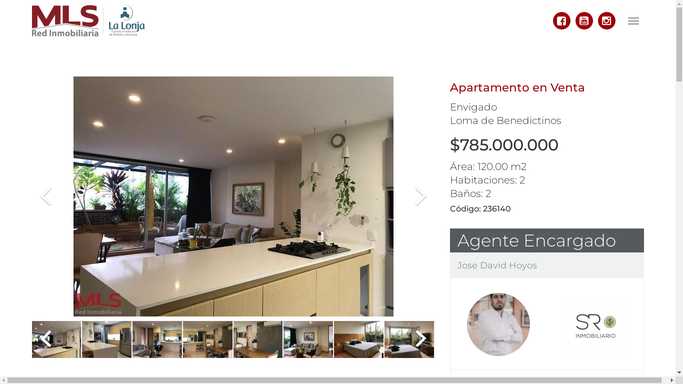 MLS
Red Inmobiliaria
La Lonja
Apartamento en Venta
Envigado
Loma de Benedictinos
$785.000.000
Área: 120.00 m2
Habitaciones: 2
Baños: 2
Código: 236140
Agente Encargado
Jose David Hoyos
MLS
Red Inmobiliaria
SR
INMOBILIARIO